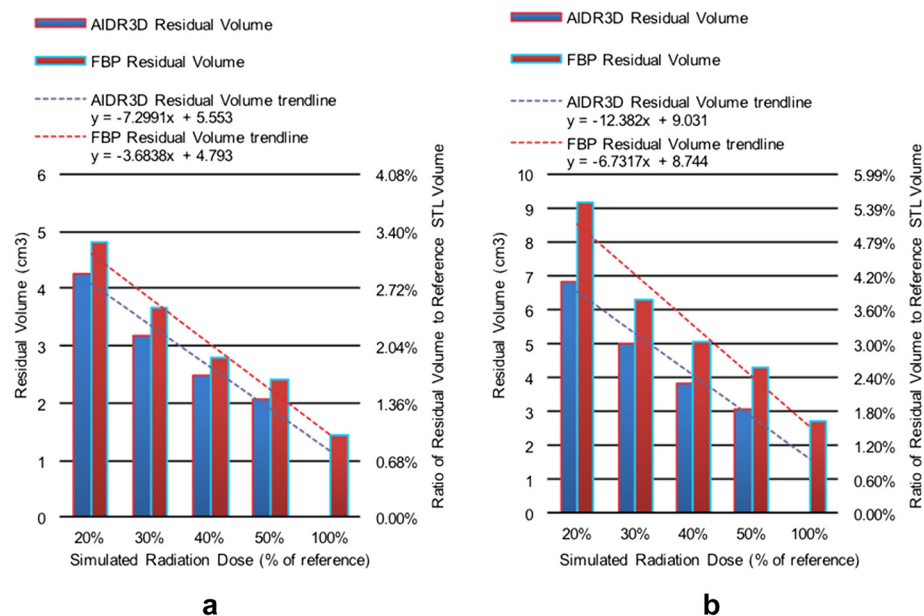 AIDR3D Residual Volume
FBP Residual Volume
AIDR3D Residual Volume trendline
y = -7.2991x + 5.553
FBP Residual Volume trendline
y = -3.6838x + 4.793
6
5
4
3
2
1
0
Residual Volume (cm3)
4.08%
3.40%
2.72%
2.04%
1.36%
0.68%
0.00%
Ratio of Residual Volume to Reference STL Volume
20% 30% 40% 50% 100%
Simulated Radiation Dose (% of reference)
a
AIDR3D Residual Volume
FBP Residual Volume
AIDR3D Residual Volume trendline
y = -12.382x + 9.031
FBP Residual Volume trendline
y = -6.7317x + 8.744
10
9
8
7
6
5
4
3
2
1
0
Residual Volume (cm3)
5.99%
5.39%
4.79%
4.20%
3.60%
3.00%
2.40%
1.80%
1.20%
0.60%
0.00%
Ratio of Residual Volume to Reference STL Volume
20% 30% 40% 50% 100%
Simulated Radiation Dose (% of reference)
b